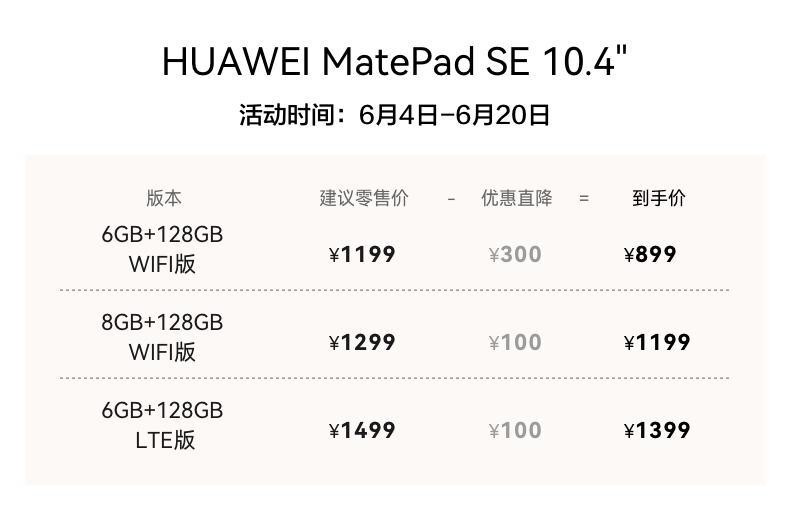 HUAWEI MatePad SE 10.4"
活动时间：6月4日-6月20日
版本 建议零售价 - 优惠直降 = 到手价
6GB+128GB
WIFI版 ¥1199 ¥300 ¥899
8GB+128GB
WIFI版 ¥1299 ¥100 ¥1199
6GB+128GB
LTE版 ¥1499 ¥100 ¥1399